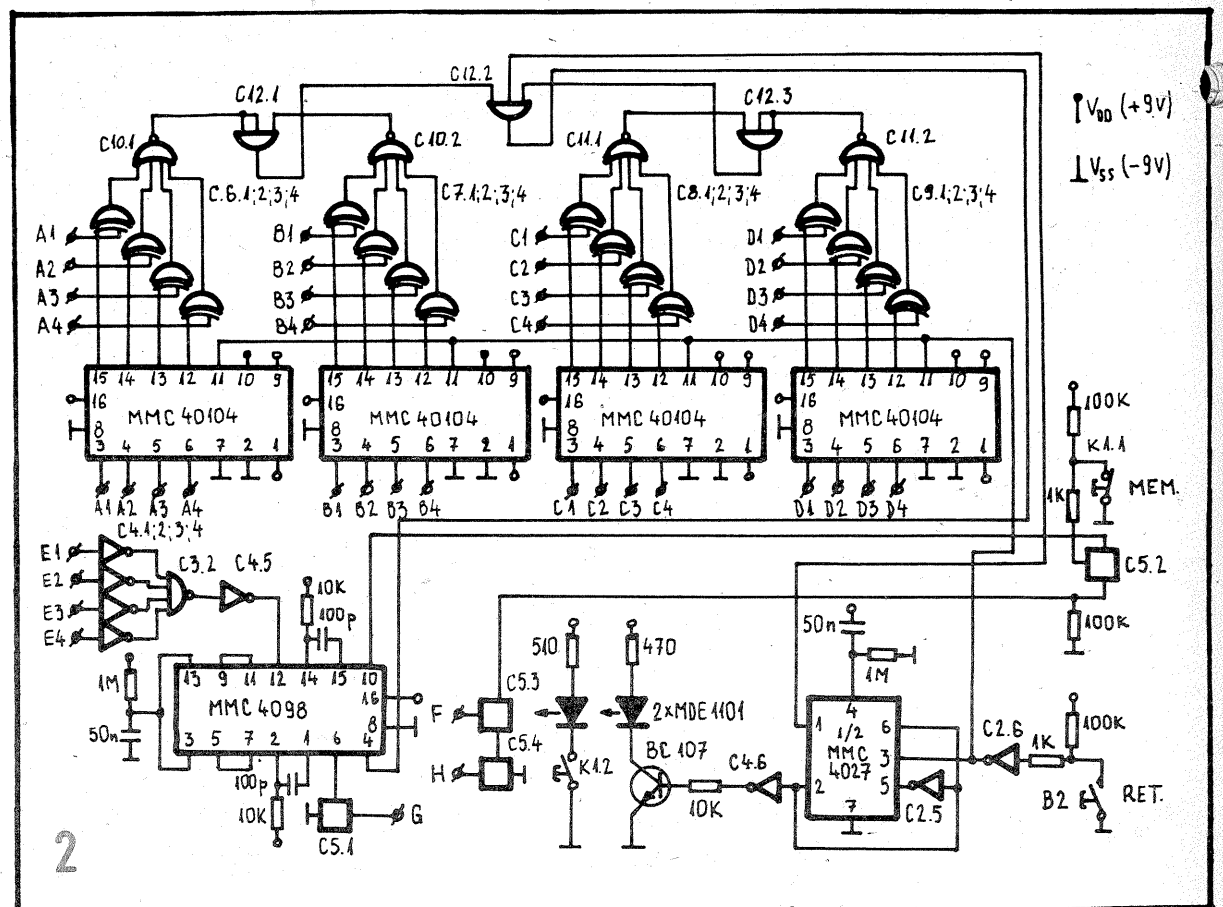 C12.2
C12.1
C12.3
C10.1
C10.2
C11.1
C11.2
V_DD (+9V)
V_SS (-9V)
C.6.1;2;3;4
C7.1;2;3;4
C8.1;2;3;4
C9.1;2;3;4
A1
A2
A3
A4
B1
B2
B3
B4
C1
C2
C3
C4
D1
D2
D3
D4
15 14 13 12 11 10 9
16
MMC 40104
8
3 4 5 6 7 2 1
15 14 13 12 11 10 9
16
MMC 40104
8
3 4 5 6 7 2 1
15 14 13 12 11 10 9
16
MMC 40104
8
3 4 5 6 7 2 1
15 14 13 12 11 10 9
16
MMC 40104
8
3 4 5 6 7 2 1
A1 A2 A3 A4
B1 B2 B3 B4
C1 C2 C3 C4
D1 D2 D3 D4
100K
K1.1
1K
MEM.
C5.2
100K
C4.1;2;3;4
E1
E2
E3
E4
C3.2
C4.5
10K
100p
1M
50n
13 9 11 12 14 15 10
16
MMC 4098
8
3 5 7 2 1 6 4
100p
10K
C5.1
G
F
C5.3
C5.4
H
510
470
2xMDE1101
K1.2
BC 107
10K
C4.6
50n
1M
4
1
6
1/2
MMC
4027
3
2
5
7
C2.5
C2.6
1K
100K
B2
RET.
2